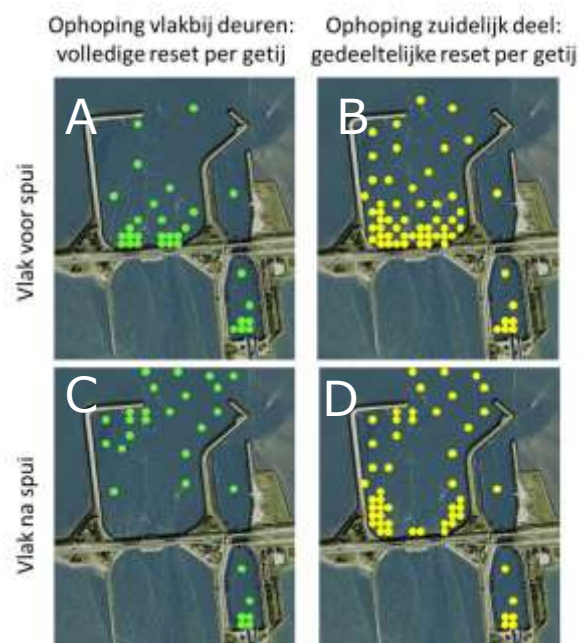 Ophoping vlakbij deuren:
volledige reset per getij
Ophoping zuidelijk deel:
gedeeltelijke reset per getij
Vlak voor spui
A
B
Vlak na spui
C
D